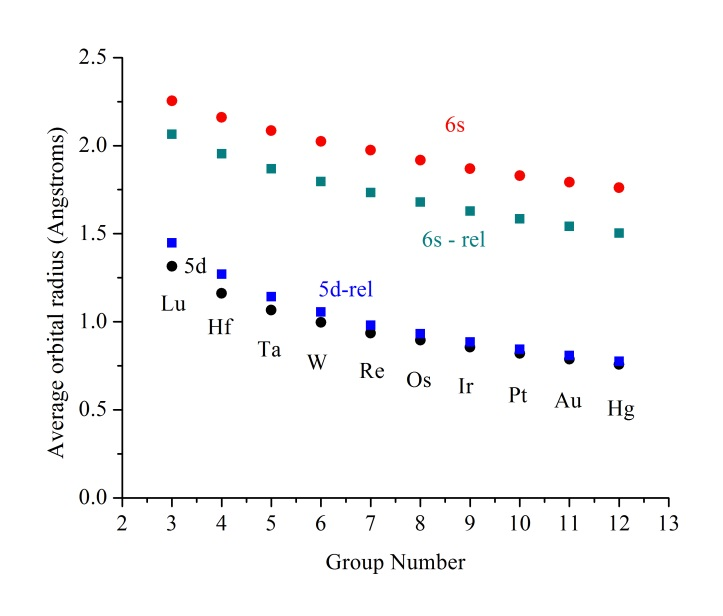 2.5
2.0
1.5
1.0
0.5
0.0
Average orbital radius (Angstroms)
6s
6s - rel
5d
5d-rel
Lu
Hf
Ta
W
Re
Os
Ir
Pt
Au
Hg
2 3 4 5 6 7 8 9 10 11 12 13
Group Number